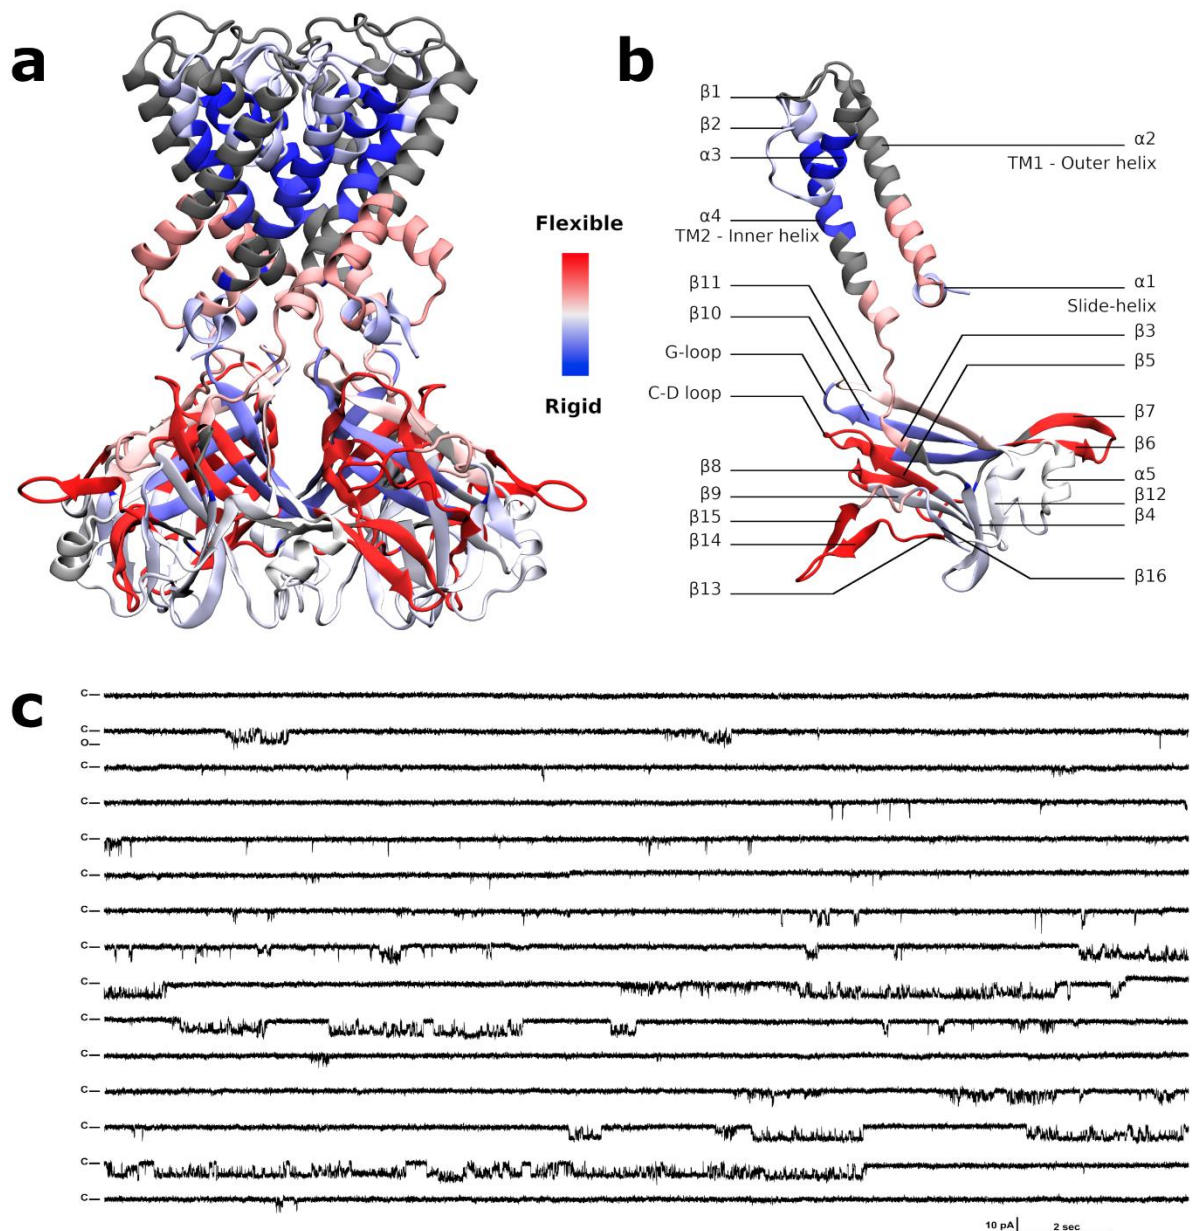 a
b
Flexible
Rigid
β1
β2
α3
α4
TM2 - Inner helix
β11
β10
G-loop
C-D loop
β8
β9
β15
β14
β13
α2
TM1 - Outer helix
α1
Slide-helix
β3
β5
β7
β6
α5
β12
β4
β16
c
C
C
O
C
C
C
C
C
C
C
C
C
C
C
C
C
10 pA
2 sec